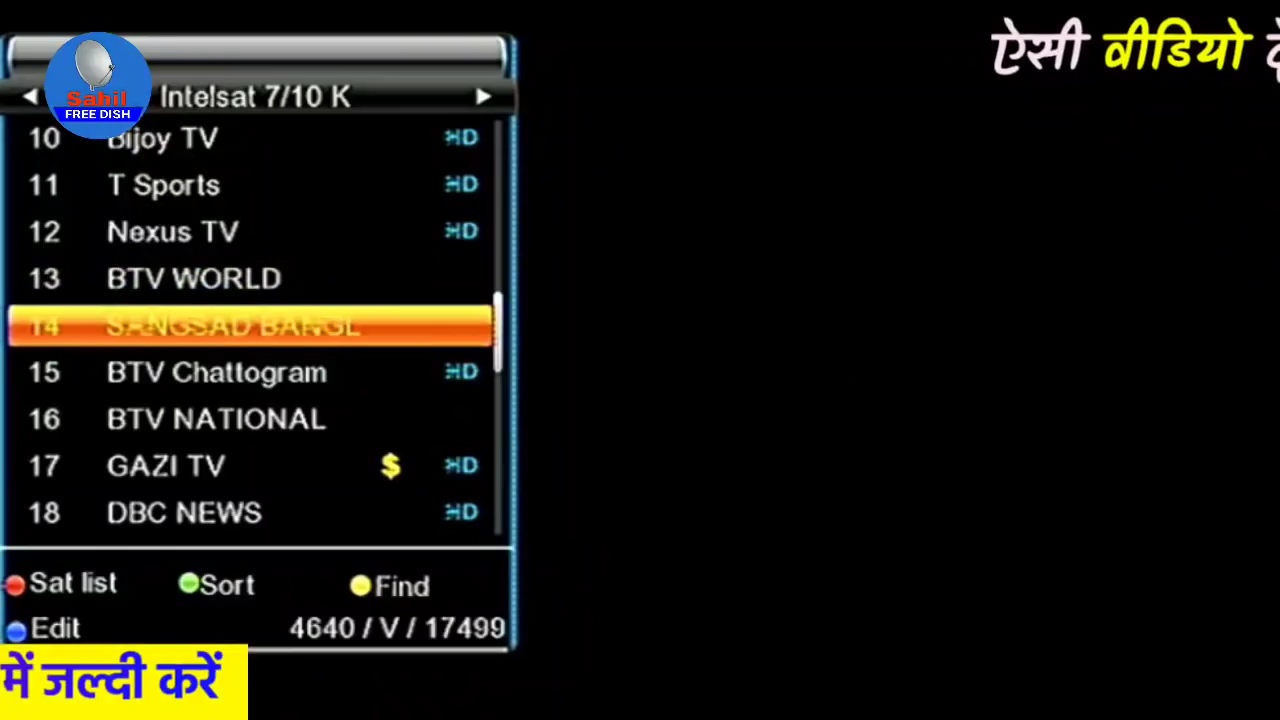 ऐसी वीडियो
Sahil
FREE DISH
Intelsat 7/10 K
10 Bijoy TV HD
11 T Sports HD
12 Nexus TV HD
13 BTV WORLD
14 SANGSAD BANGL
15 BTV Chattogram HD
16 BTV NATIONAL
17 GAZI TV $ HD
18 DBC NEWS HD
Sat list Sort Find
Edit 4640 / V / 17499
में जल्दी करें